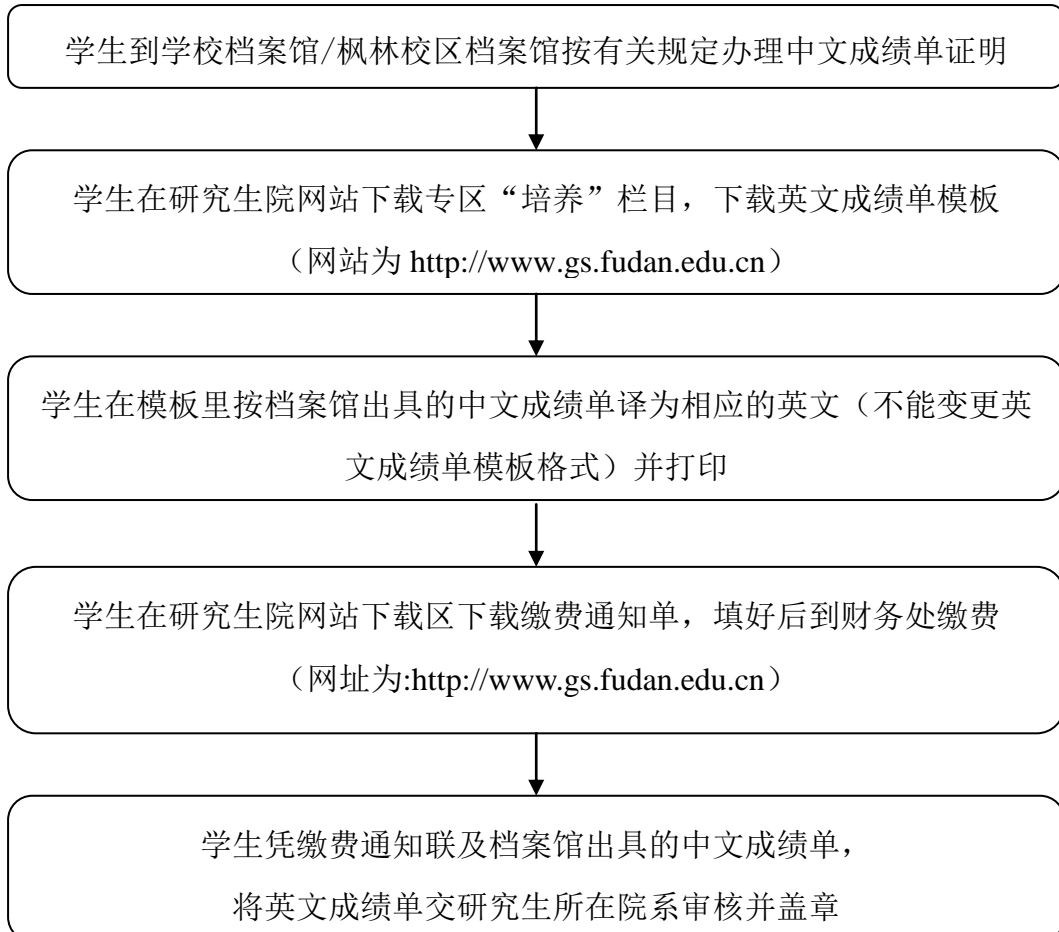 学生到学校档案馆/枫林校区档案馆按有关规定办理中文成绩单证明
学生在研究生院网站下载专区“培养”栏目，下载英文成绩单模板
（网站为 http://www.gs.fudan.edu.cn）
学生在模板里按档案馆出具的中文成绩单译为相应的英文（不能变更英
文成绩单模板格式）并打印
学生在研究生院网站下载区下载缴费通知单，填好后到财务处缴费
（网址为:http://www.gs.fudan.edu.cn）
学生凭缴费通知联及档案馆出具的中文成绩单，
将英文成绩单交研究生所在院系审核并盖章